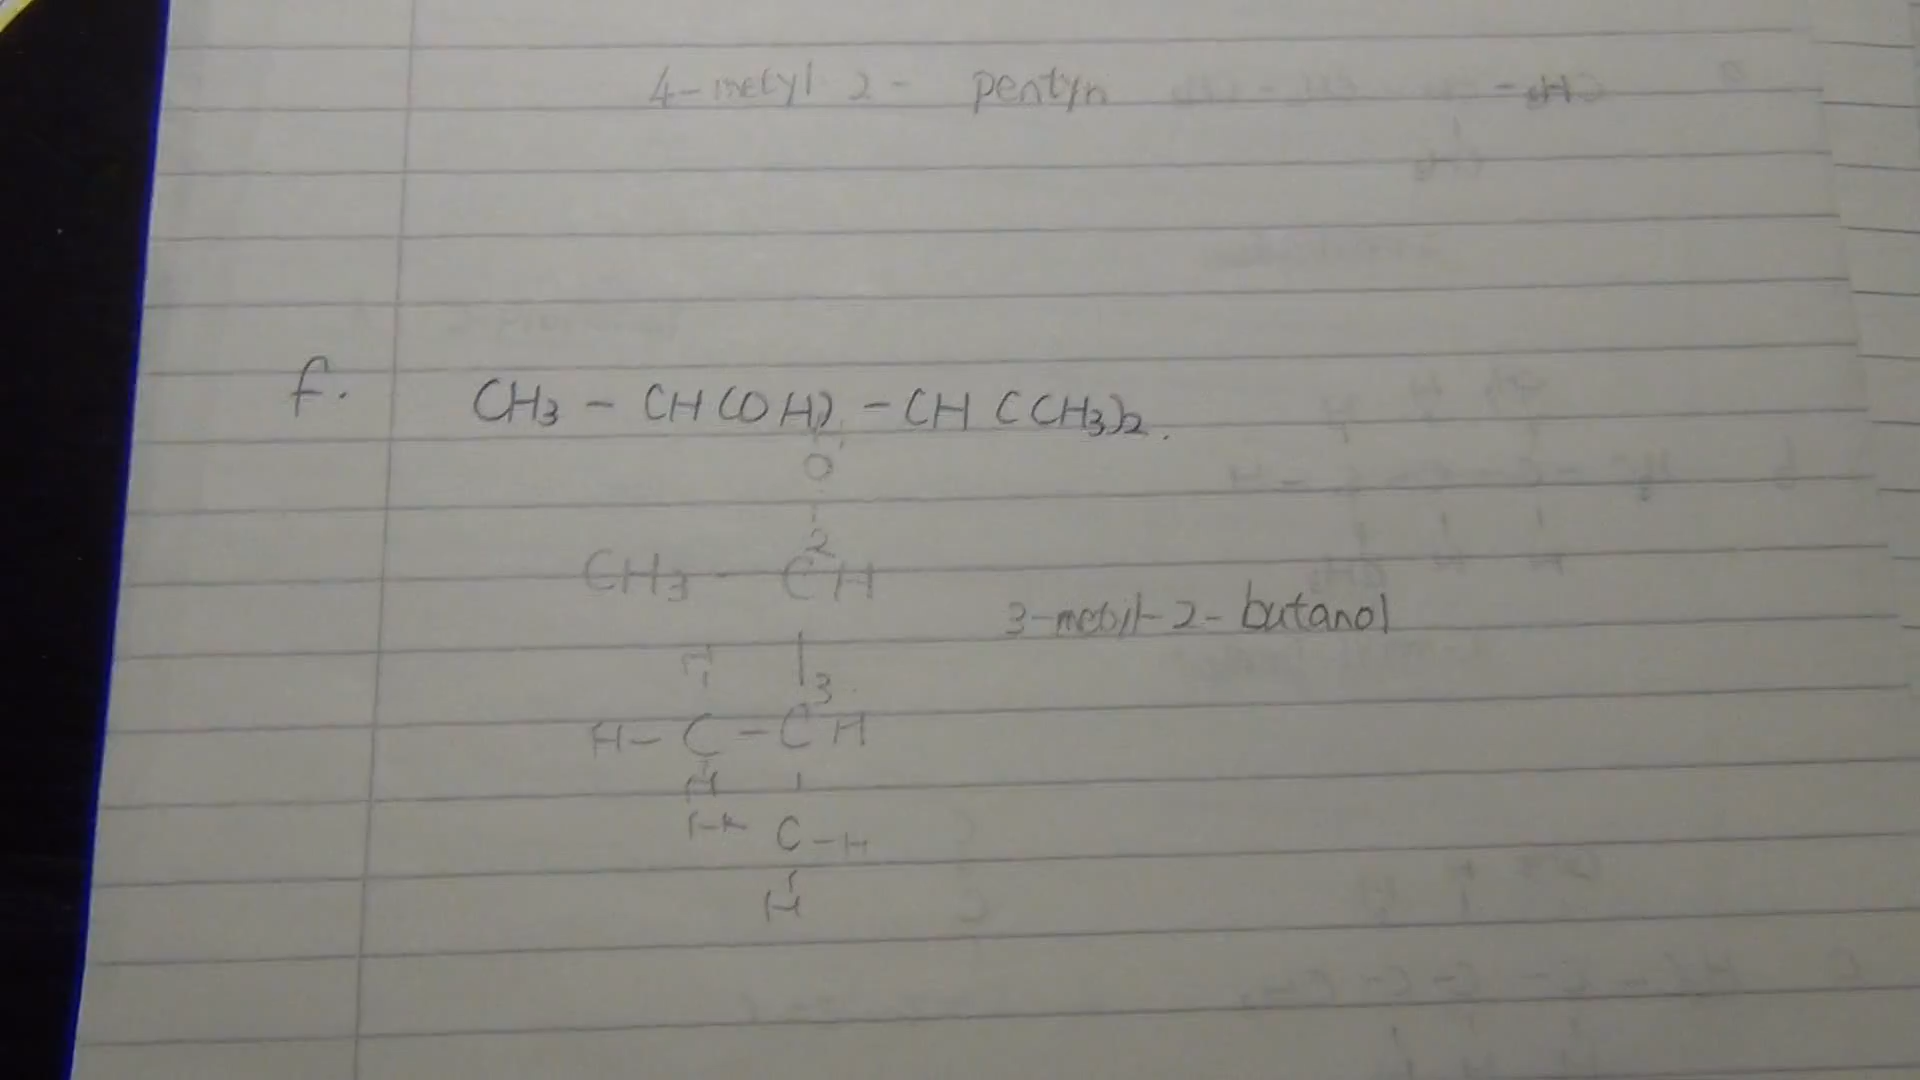 4-metyl 2- pentyn
f. CH3 - CH(OH) - CH (CH3)2.
O
2
CH3 - CH
3-metyl-2-butanol
3
H- C - CH
H
C-H
H